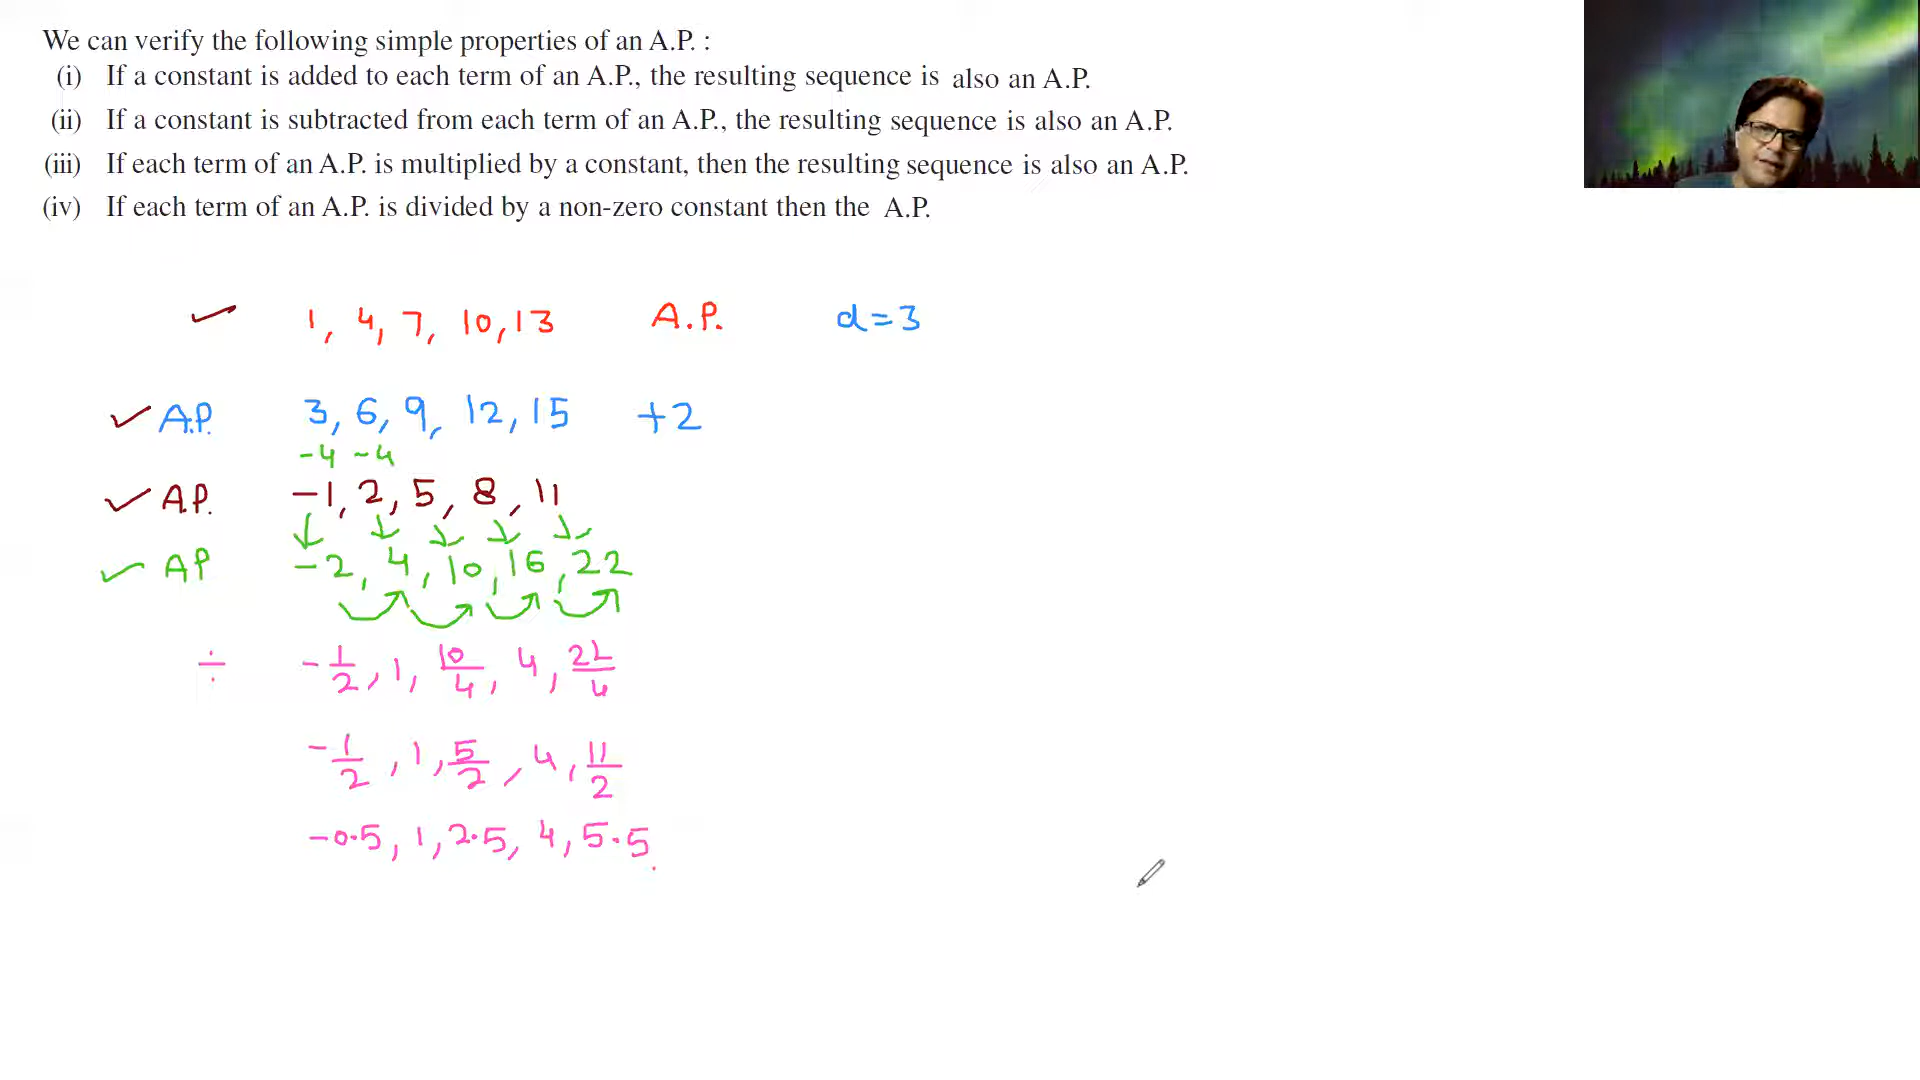 We can verify the following simple properties of an A.P. :
(i) If a constant is added to each term of an A.P., the resulting sequence is also an A.P.
(ii) If a constant is subtracted from each term of an A.P., the resulting sequence is also an A.P.
(iii) If each term of an A.P. is multiplied by a constant, then the resulting sequence is also an A.P.
(iv) If each term of an A.P. is divided by a non-zero constant then the A.P.
✓ 1, 4, 7, 10, 13 A.P. d=3
✓ A.P. 3, 6, 9, 12, 15 +2
-4 -4
✓ A.P. -1, 2, 5, 8, 11
✓ AP -2, 4, 10, 16, 22
÷ -1/2, 1, 10/4, 4, 22/4
-1/2, 1, 5/2, 4, 11/2
-0.5, 1, 2.5, 4, 5.5